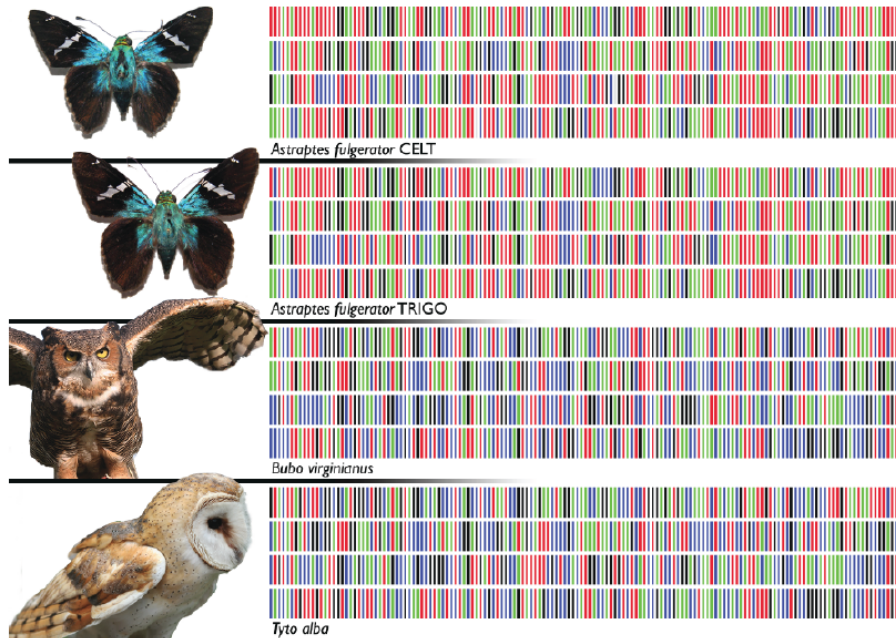 Astraptes fulgerator CELT
Astraptes fulgerator TRIGO
Bubo virginianus
Tyto alba